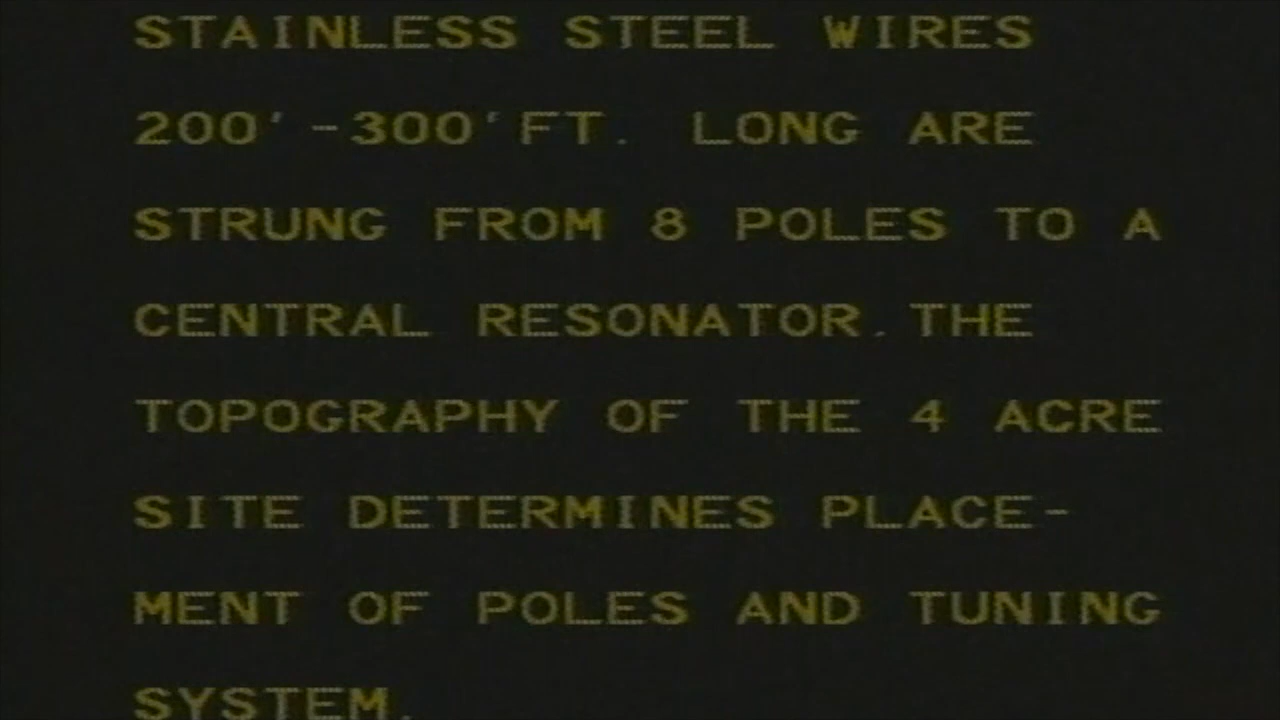 STAINLESS STEEL WIRES
200'-300'FT. LONG ARE
STRUNG FROM 8 POLES TO A
CENTRAL RESONATOR.THE
TOPOGRAPHY OF THE 4 ACRE
SITE DETERMINES PLACE-
MENT OF POLES AND TUNING
SYSTEM.